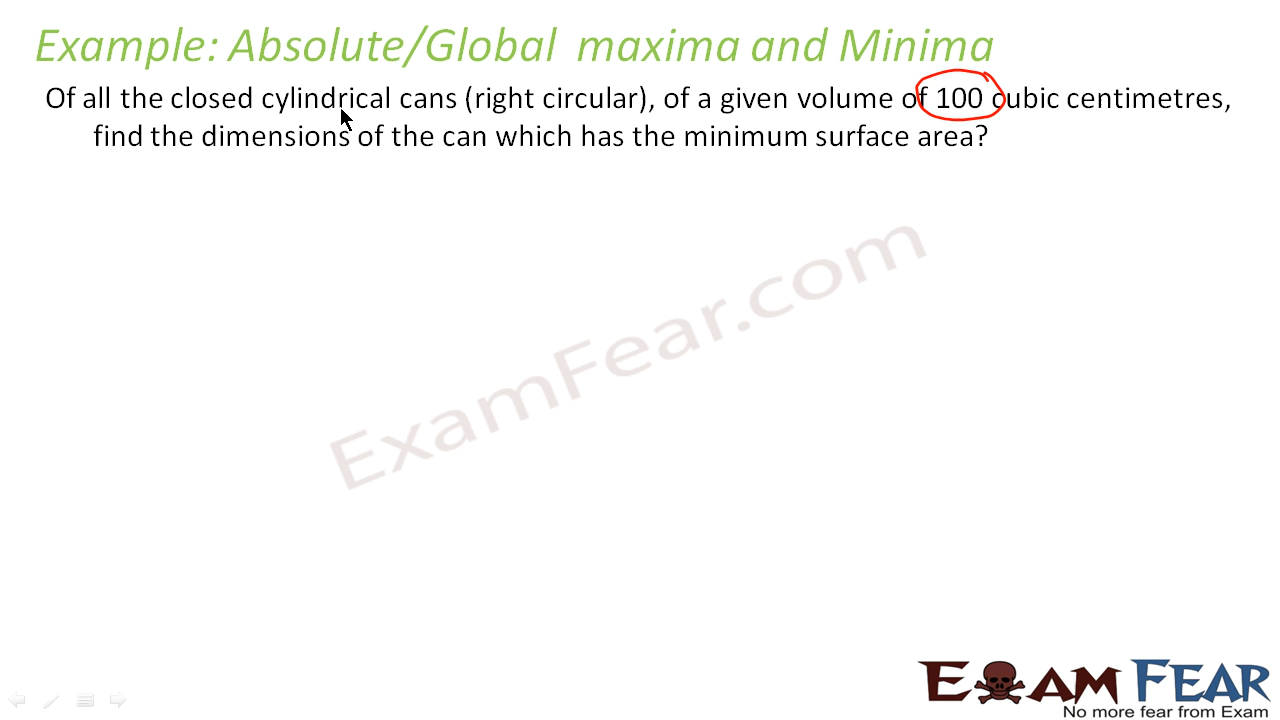 Example: Absolute/Global maxima and Minima
Of all the closed cylindrical cans (right circular), of a given volume of 100 cubic centimetres,
find the dimensions of the can which has the minimum surface area?
ExamFear.com
EXAM FEAR
No more fear from Exam